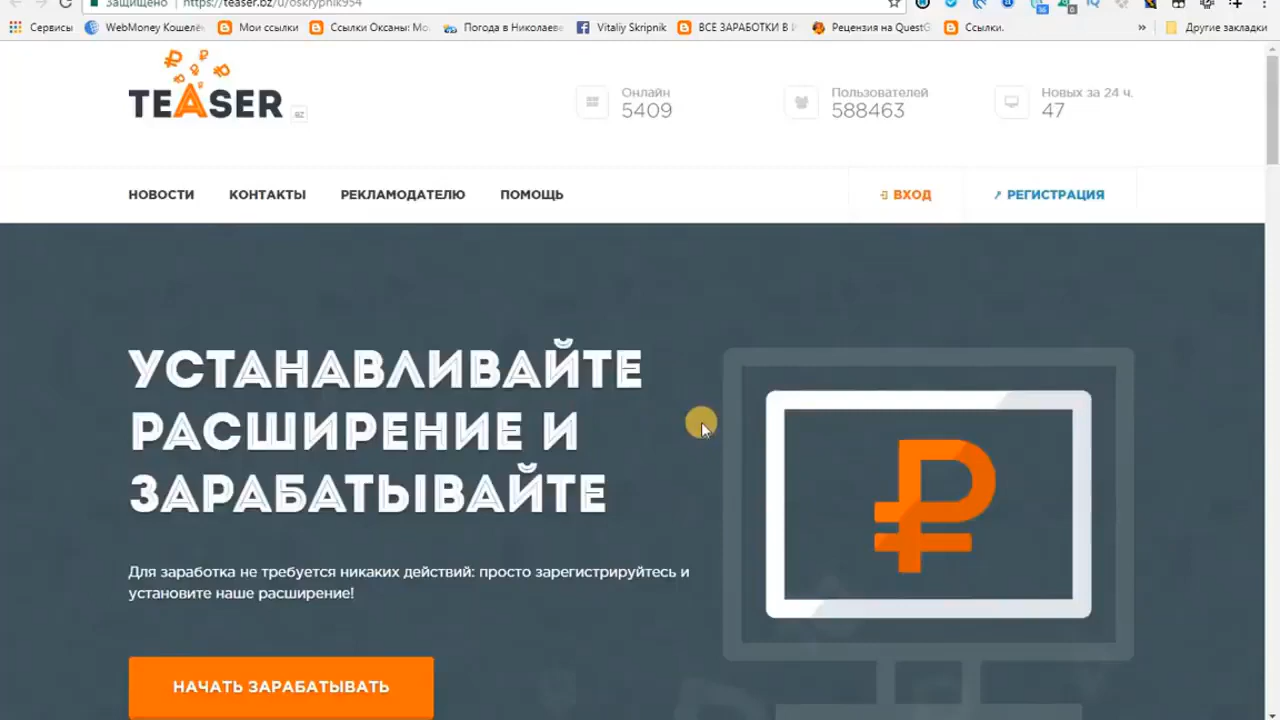 Защищено https://teaser.bz/u/oskrypnik954
Сервисы WebMoney Кошелё Мои ссылки Ссылки Оксаны: Мо Погода в Николаеве Vitaliy Skripnik ВСЕ ЗАРАБОТКИ В И Рецензия на QuestG Ссылки. » Другие закладки
TEASER BZ
Онлайн
5409
Пользователей
588463
Новых за 24 ч.
47
НОВОСТИ КОНТАКТЫ РЕКЛАМОДАТЕЛЮ ПОМОЩЬ ВХОД РЕГИСТРАЦИЯ
УСТАНАВЛИВАЙТЕ
РАСШИРЕНИЕ И
ЗАРАБАТЫВАЙТЕ
Для заработка не требуется никаких действий: просто зарегистрируйтесь и
установите наше расширение!
НАЧАТЬ ЗАРАБАТЫВАТЬ